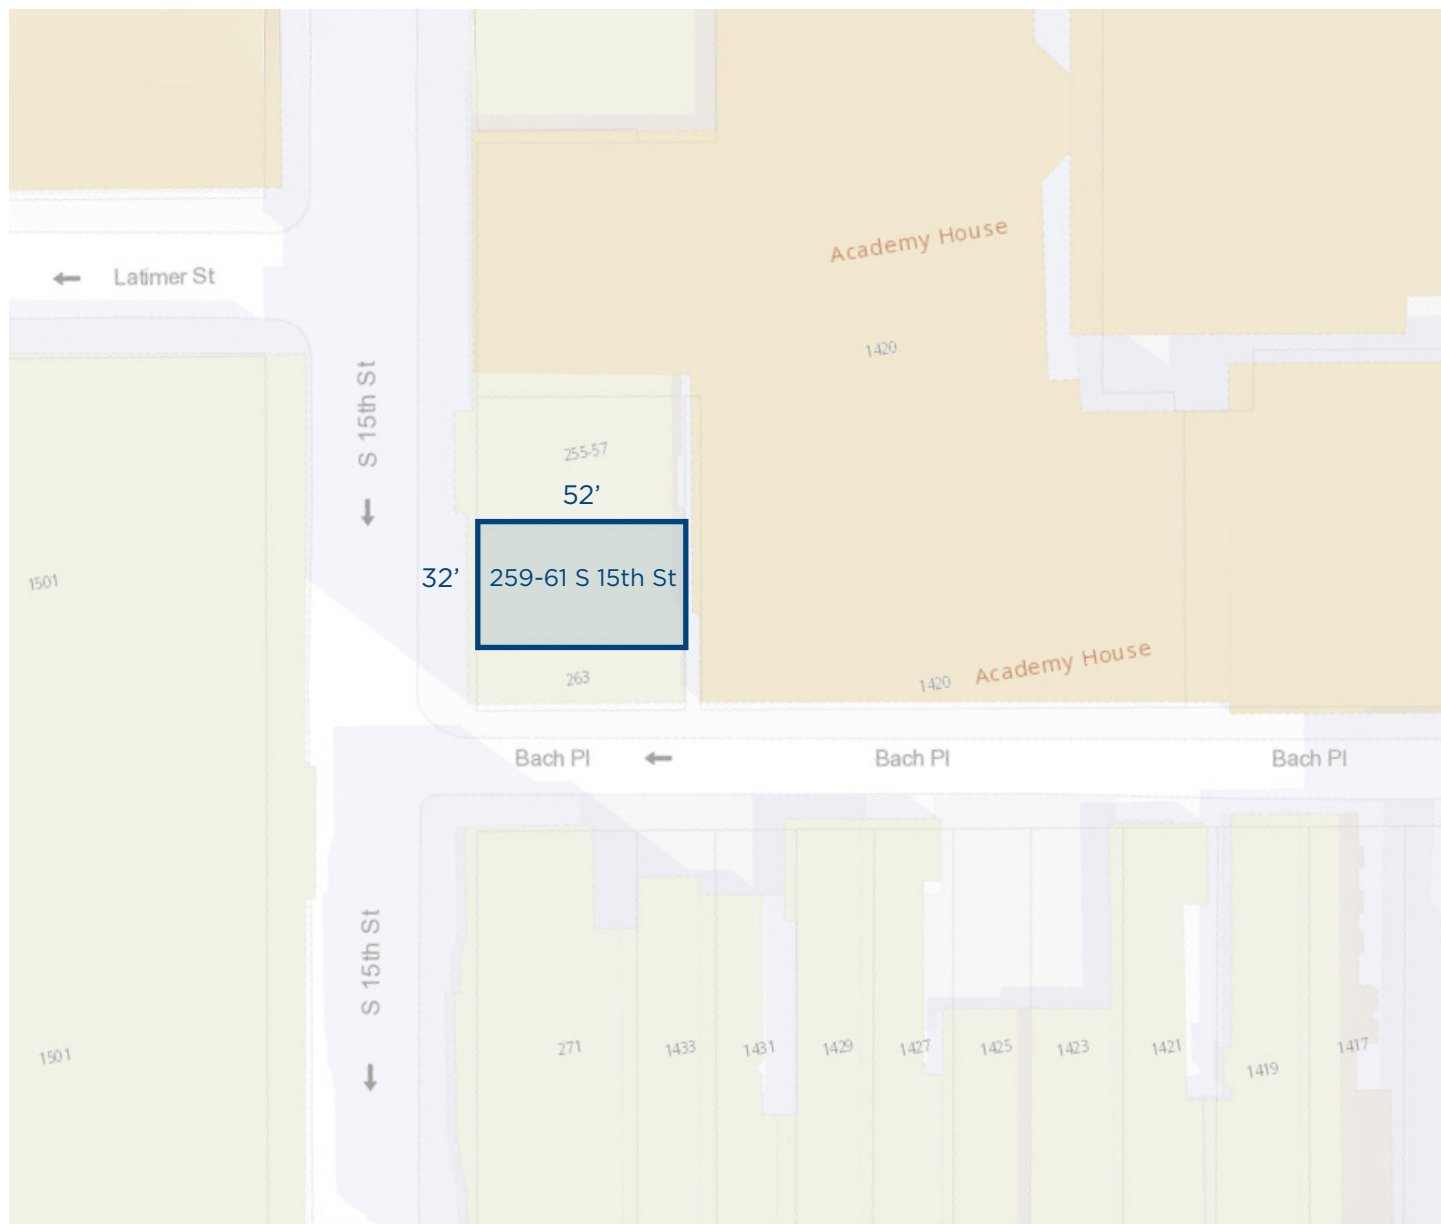 Academy House
Latimer St
1420
S 15th St
255-57
52’
1501
32’
259-61 S 15th St
Academy House
263
1420
Bach Pl
Bach Pl
Bach Pl
S 15th St
1501
271
1433
1431
1429
1427
1425
1423
1421
1419
1417